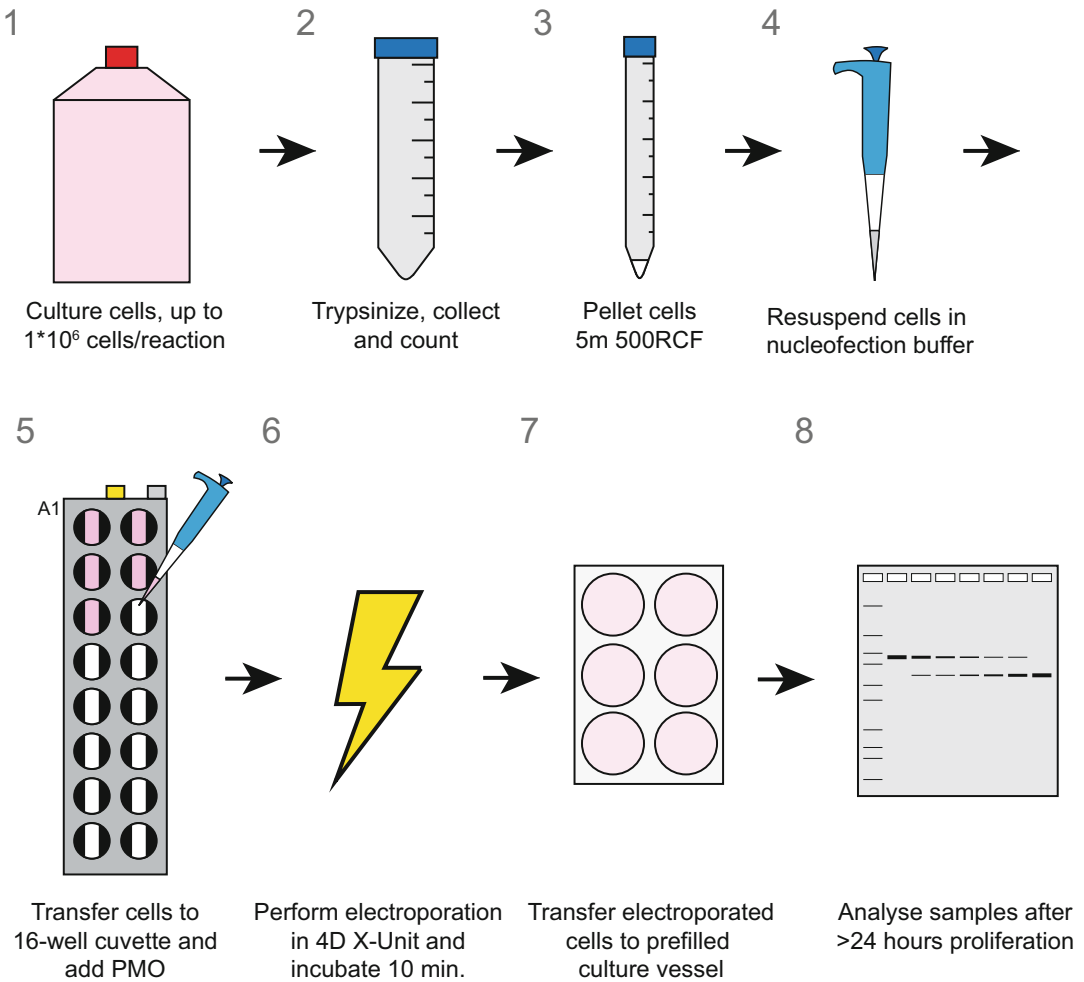 1
2
3
4
Culture cells, up to
1*10⁶ cells/reaction
Trypsinize, collect
and count
Pellet cells
5m 500RCF
Resuspend cells in
nucleofection buffer
5
6
7
8
A1
Transfer cells to
16-well cuvette and
add PMO
Perform electroporation
in 4D X-Unit and
incubate 10 min.
Transfer electroporated
cells to prefilled
culture vessel
Analyse samples after
>24 hours proliferation